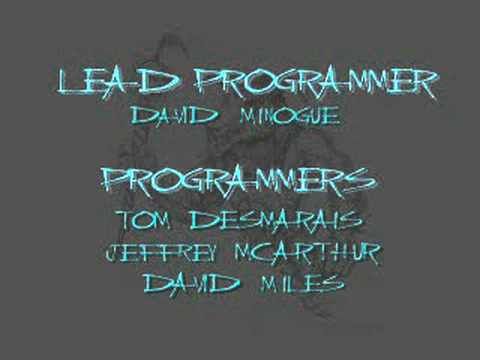 LEAD PROGRAMMER
DAVID MINOGUE
PROGRAMMERS
TOM DESMARAIS
JEFFREY MCARTHUR
DAVID MILES